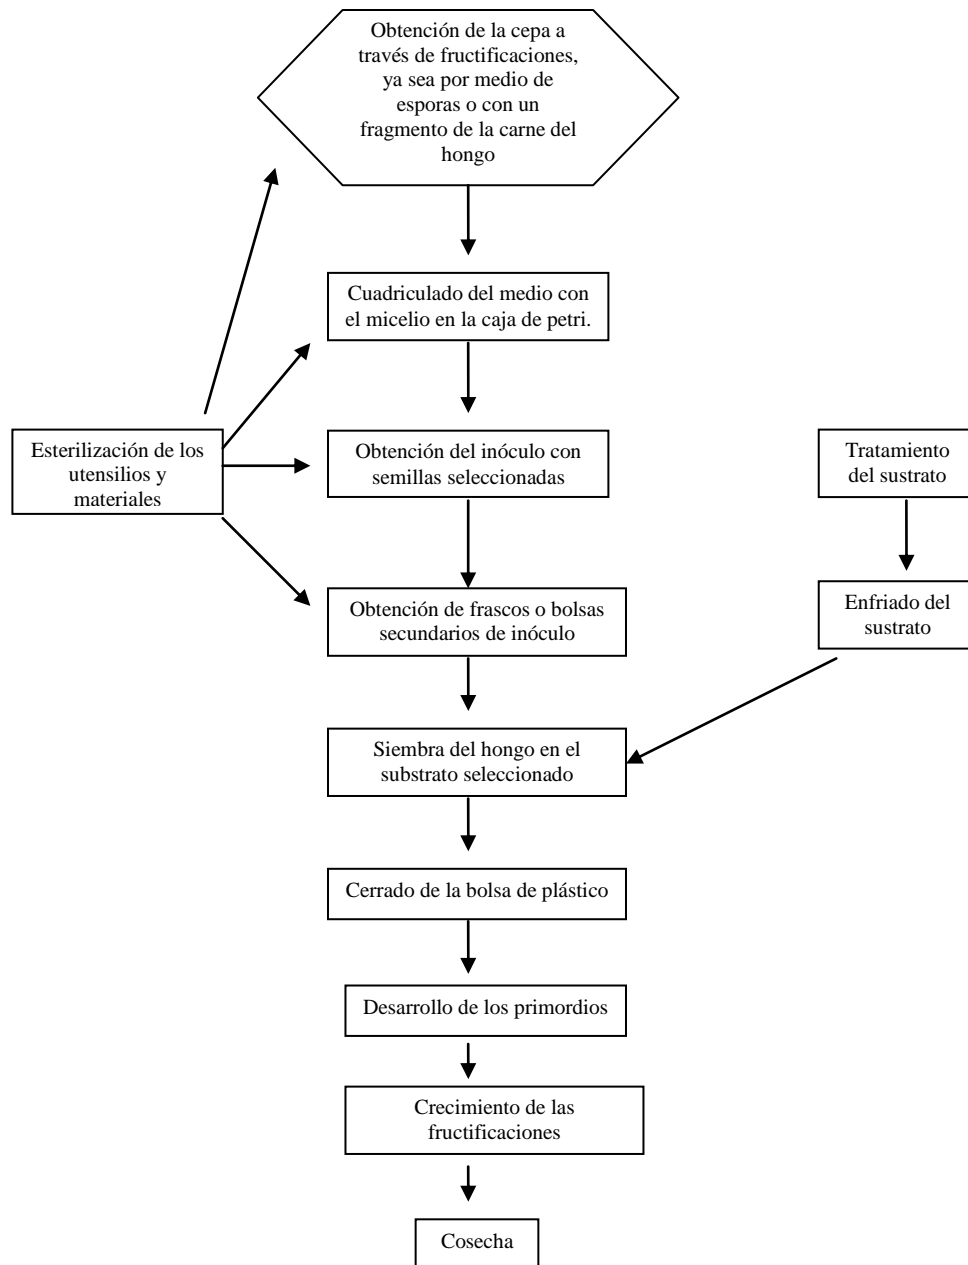 Obtención de la cepa a
través de fructificaciones,
ya sea por medio de
esporas o con un
fragmento de la carne del
hongo
Cuadriculado del medio con
el micelio en la caja de petri.
Esterilización de los
utensilios y
materiales
Obtención del inóculo con
semillas seleccionadas
Tratamiento
del sustrato
Obtención de frascos o bolsas
secundarios de inóculo
Enfriado del
sustrato
Siembra del hongo en el
substrato seleccionado
Cerrado de la bolsa de plástico
Desarrollo de los primordios
Crecimiento de las
fructificaciones
Cosecha